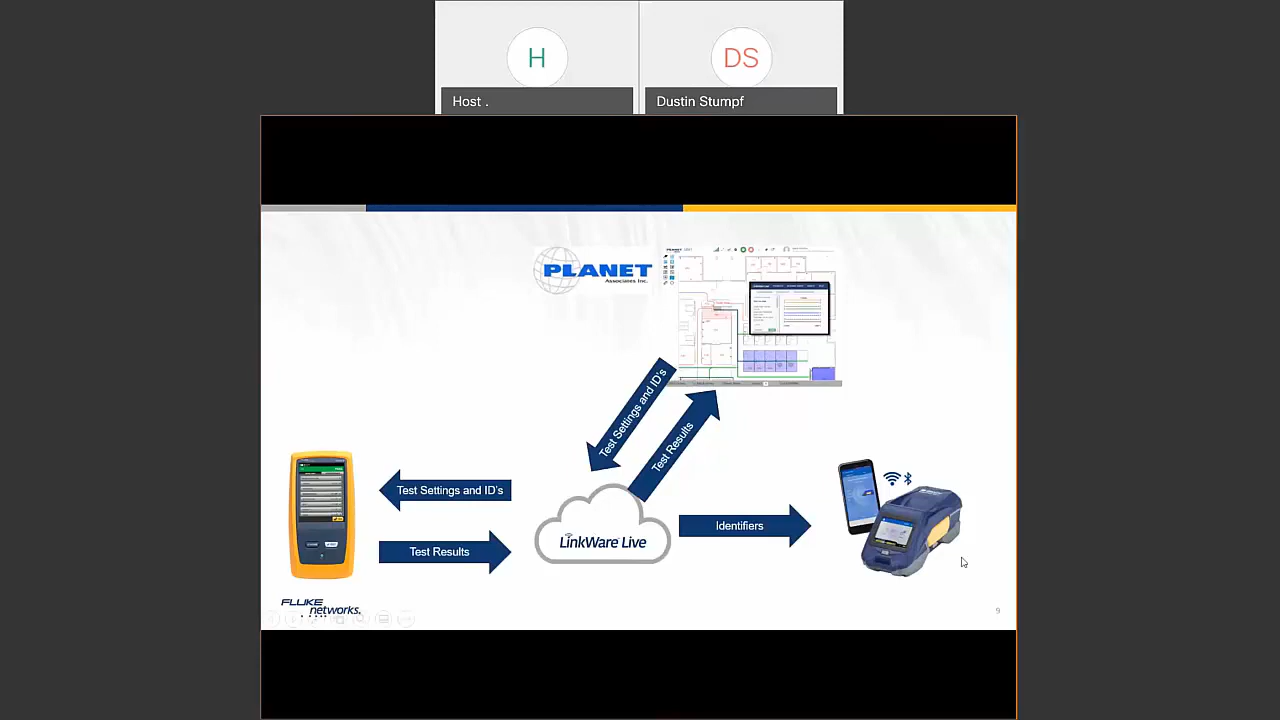 H
DS
Host .
Dustin Stumpf
PLANET
Associates Inc.
Test Settings and ID's
Test Results
Test Settings and ID's
Test Results
LinkWare Live
Identifiers
FLUKE
networks.
9